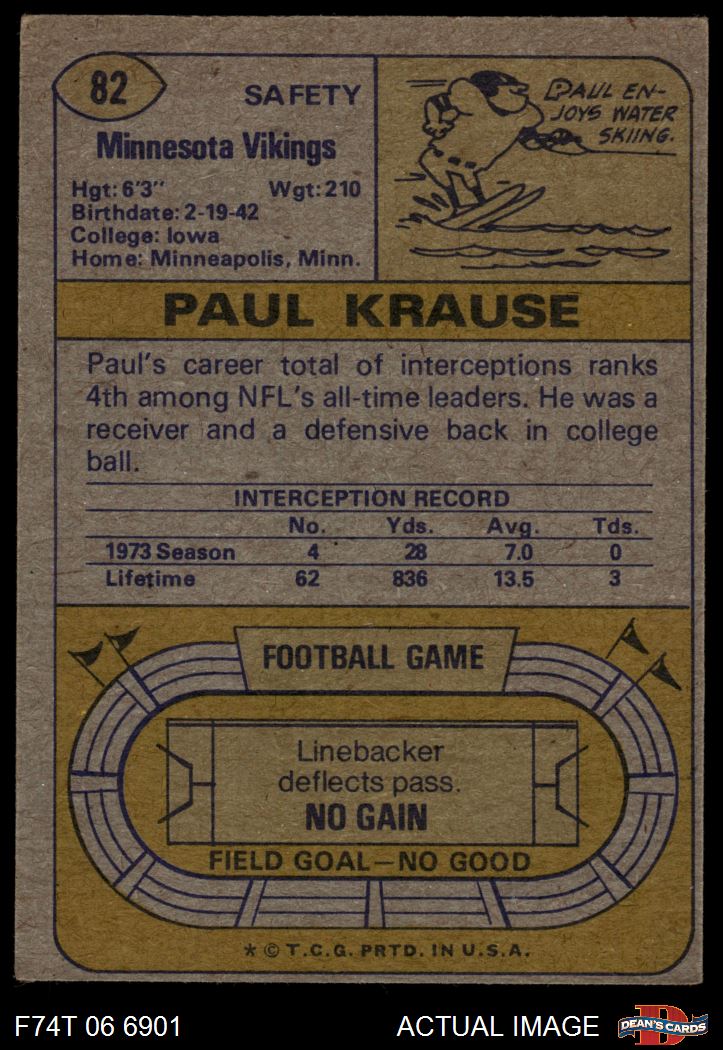 82
SAFETY
Minnesota Vikings
Hgt: 6'3" Wgt: 210
Birthdate: 2-19-42
College: Iowa
Home: Minneapolis, Minn.
PAUL EN-
JOYS WATER
SKIING.
PAUL KRAUSE
Paul's career total of interceptions ranks
4th among NFL's all-time leaders. He was a
receiver and a defensive back in college
ball.
INTERCEPTION RECORD
No. Yds. Avg. Tds.
1973 Season 4 28 7.0 0
Lifetime 62 836 13.5 3
FOOTBALL GAME
Linebacker
deflects pass.
NO GAIN
FIELD GOAL—NO GOOD
* © T.C.G. PRTD. IN U.S.A.
F74T 06 6901 ACTUAL IMAGE
D
DEAN'S CARDS